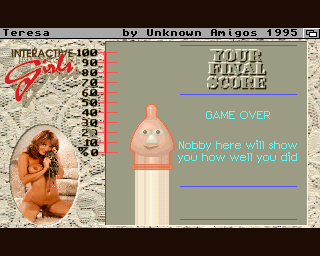 Teresa by Unknown Amigos 1995
INTERACTIVE
Girls
100
90
80
70
60
50
40
30
20
10
%0
YOUR
FINAL
SCORE
GAME OVER
Nobby here will show
you how well you did